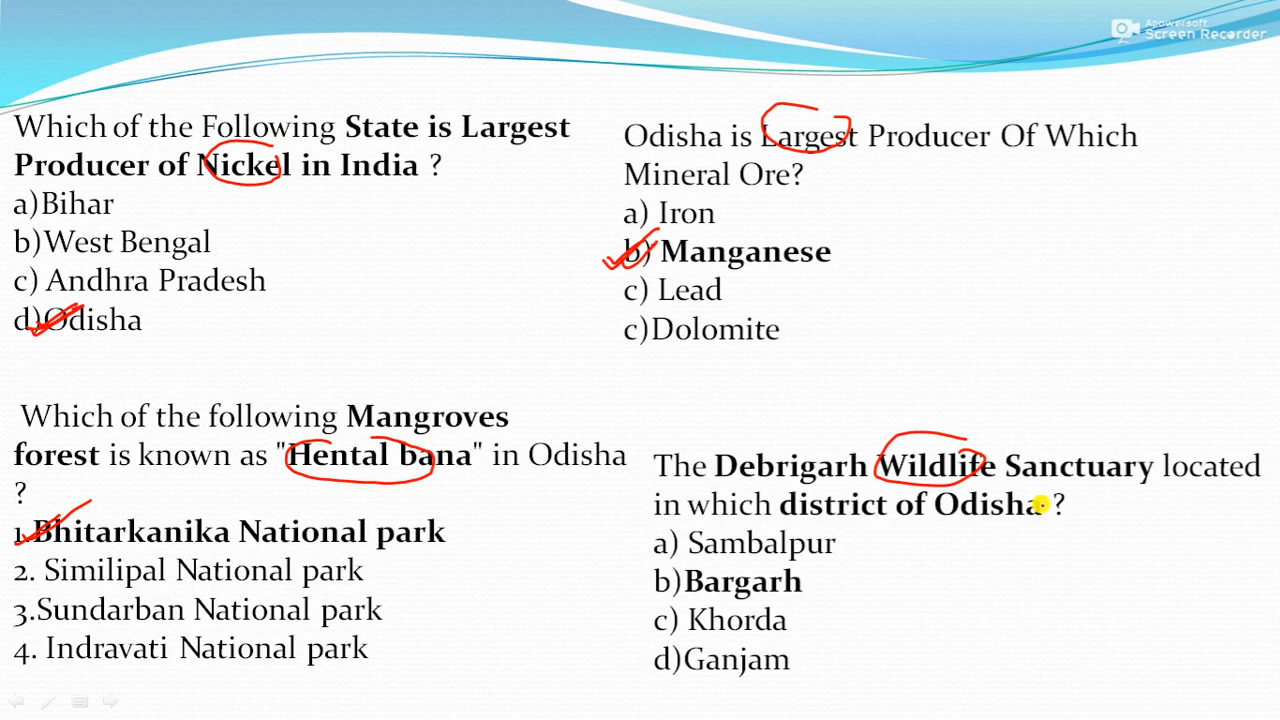 Apowersoft
Screen Recorder
Which of the Following State is Largest
Producer of Nickel in India ?
a)Bihar
b)West Bengal
c) Andhra Pradesh
d)Odisha
Odisha is Largest Producer Of Which
Mineral Ore?
a) Iron
b) Manganese
c) Lead
c)Dolomite
Which of the following Mangroves
forest is known as "Hental bana" in Odisha
?
1.Bhitarkanika National park
2. Similipal National park
3.Sundarban National park
4. Indravati National park
The Debrigarh Wildlife Sanctuary located
in which district of Odisha ?
a) Sambalpur
b)Bargarh
c) Khorda
d)Ganjam